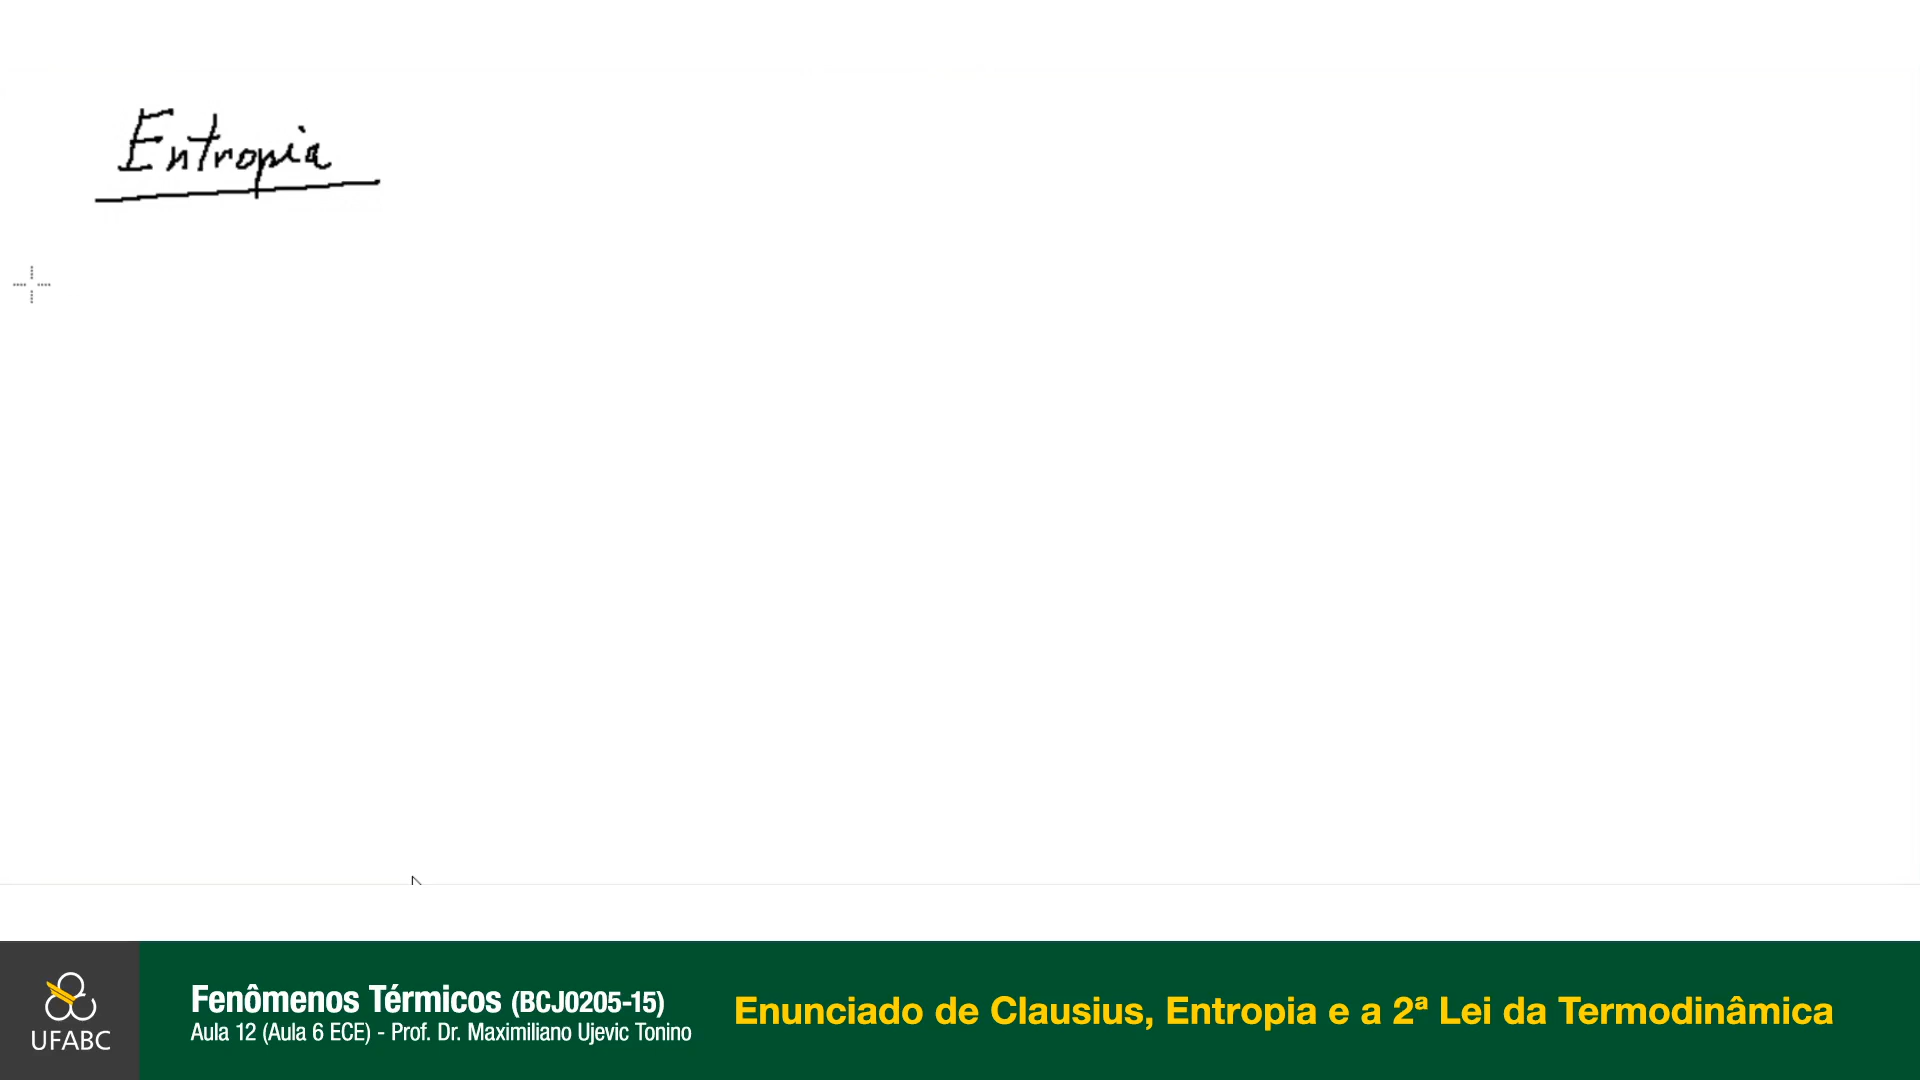 Entropia
Fenômenos Térmicos (BCJ0205-15)
Aula 12 (Aula 6 ECE) - Prof. Dr. Maximiliano Ujevic Tonino
Enunciado de Clausius, Entropia e a 2ª Lei da Termodinâmica
UFABC